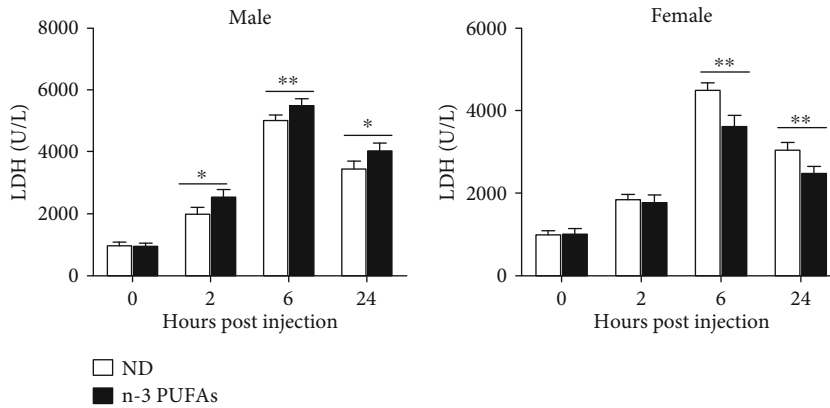 Male
8000
6000
4000
2000
0
LDH (U/L)
*
**
*
0 2 6 24
Hours post injection
Female
6000
4000
2000
0
LDH (U/L)
**
**
0 2 6 24
Hours post injection
ND
n-3 PUFAs